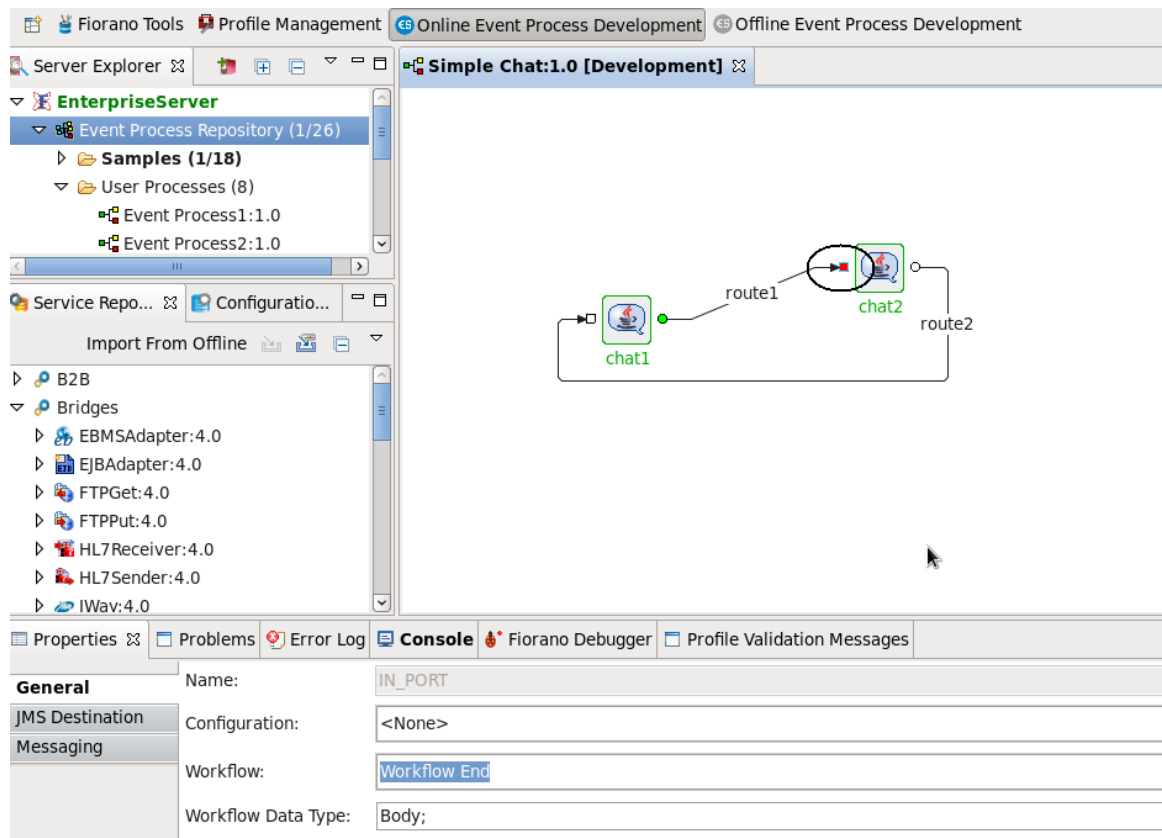 Fiorano Tools Profile Management Online Event Process Development Offline Event Process Development
Server Explorer
Simple Chat:1.0 [Development]
EnterpriseServer
Event Process Repository (1/26)
Samples (1/18)
User Processes (8)
Event Process1:1.0
Event Process2:1.0
Service Repo... Configuratio...
Import From Offline
B2B
Bridges
EBMSAdapter:4.0
EJBAdapter:4.0
FTPGet:4.0
FTPPut:4.0
HL7Receiver:4.0
HL7Sender:4.0
IWay:4.0
route1
chat2
route2
chat1
Properties Problems Error Log Console Fiorano Debugger Profile Validation Messages
General
JMS Destination
Messaging
Name: IN_PORT
Configuration: <None>
Workflow: Workflow End
Workflow Data Type: Body;